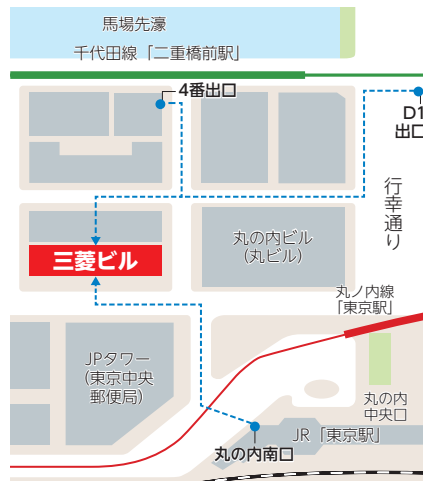 馬場先濠
千代田線「二重橋前駅」
4番出口
D1
出口
行幸通り
三菱ビル
丸の内ビル
(丸ビル)
丸ノ内線
「東京駅」
JPタワー
(東京中央
郵便局)
丸の内
中央口
JR「東京駅」
丸の内南口